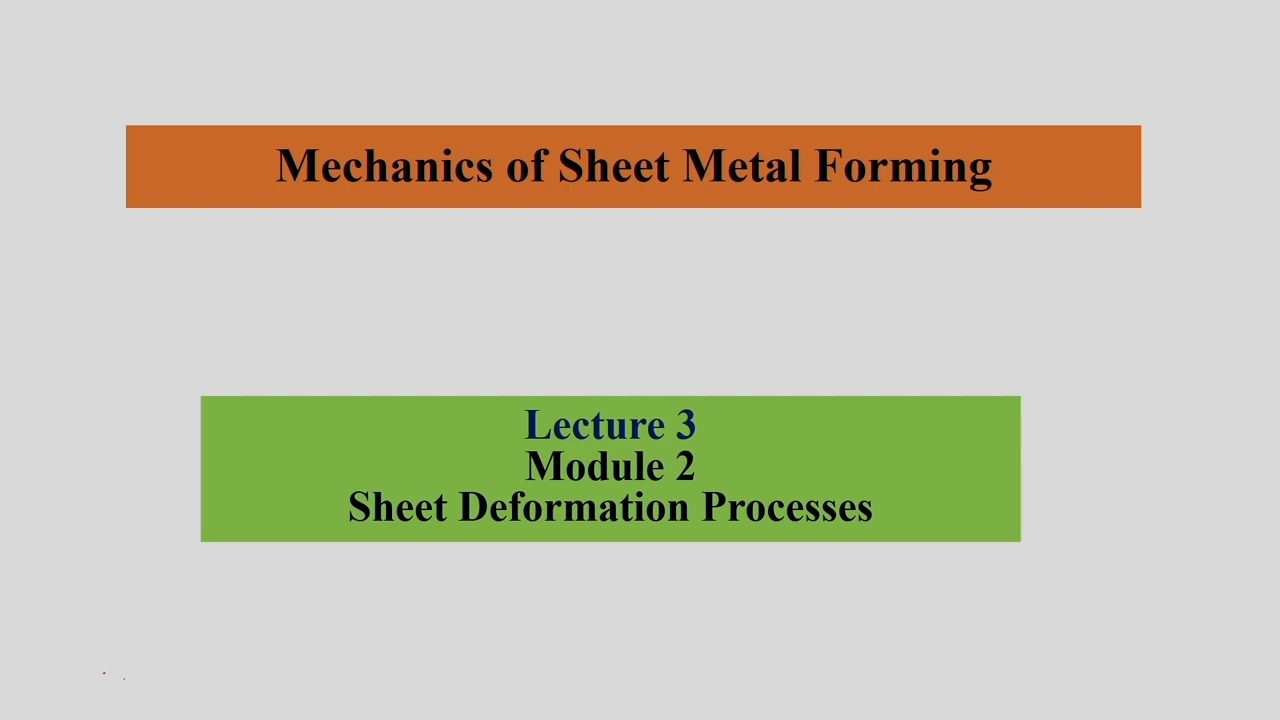 Mechanics of Sheet Metal Forming
Lecture 3
Module 2
Sheet Deformation Processes